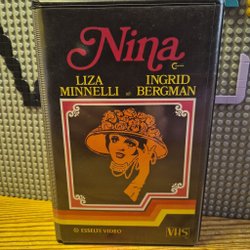 Nina
LIZA INGRID
MINNELLI et BERGMAN
© ESSELTE VIDEO VHS